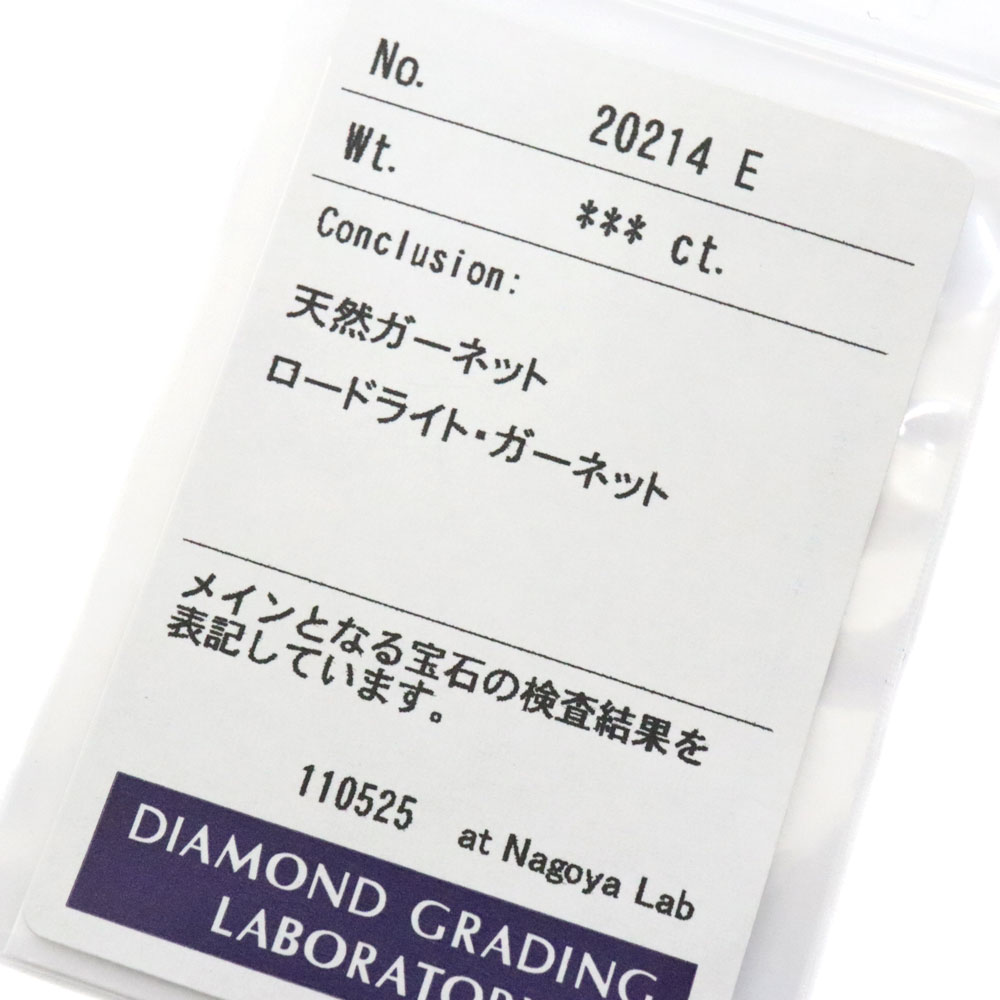 No. 20214 E
Wt. *** ct.
Conclusion:
天然ガーネット
ロードライト・ガーネット
メインとなる宝石の検査結果を
表記しています。
110525 at Nagoya Lab
DIAMOND GRADING